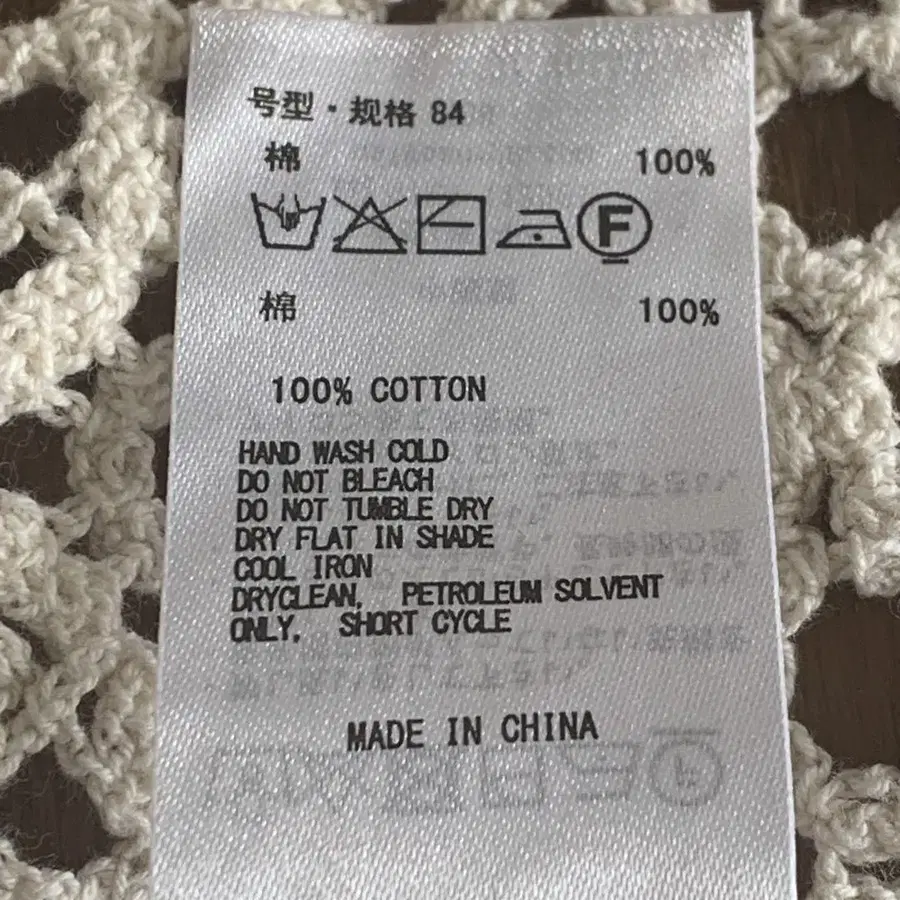 号型·规格 84
棉 100%
F
棉 100%
100% COTTON
HAND WASH COLD
DO NOT BLEACH
DO NOT TUMBLE DRY
DRY FLAT IN SHADE
COOL IRON
DRYCLEAN, PETROLEUM SOLVENT
ONLY, SHORT CYCLE
MADE IN CHINA